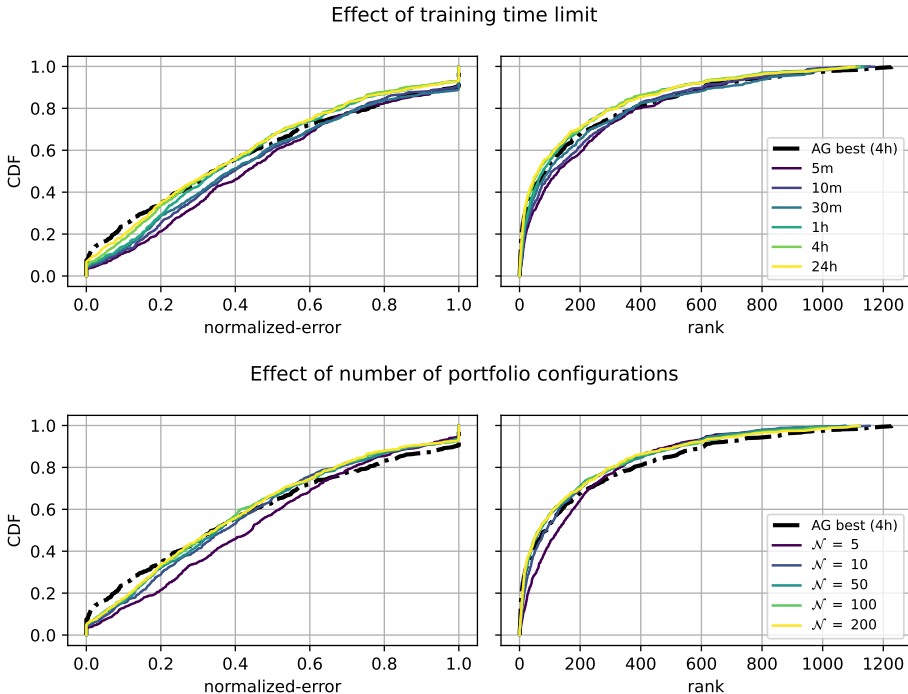 Effect of training time limit
1.0
0.8
0.6
0.4
0.2
0.0
CDF
0.0 0.2 0.4 0.6 0.8 1.0
normalized-error
AG best (4h)
5m
10m
30m
1h
4h
24h
0 200 400 600 800 1000 1200
rank
Effect of number of portfolio configurations
1.0
0.8
0.6
0.4
0.2
0.0
CDF
0.0 0.2 0.4 0.6 0.8 1.0
normalized-error
AG best (4h)
𝒩 = 5
𝒩 = 10
𝒩 = 50
𝒩 = 100
𝒩 = 200
0 200 400 600 800 1000 1200
rank